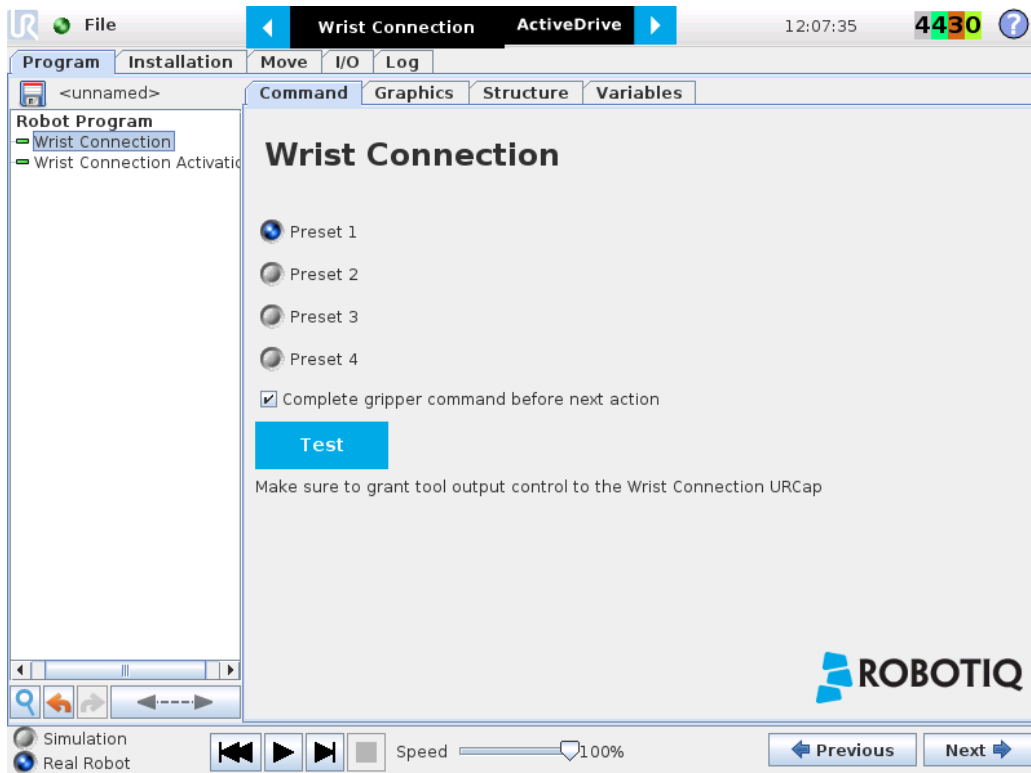 File
Wrist Connection
ActiveDrive
12:07:35
4430
?
Program
Installation
Move
I/O
Log
<unnamed>
Command
Graphics
Structure
Variables
Robot Program
Wrist Connection
Wrist Connection Activatic
Wrist Connection
Preset 1
Preset 2
Preset 3
Preset 4
Complete gripper command before next action
Test
Make sure to grant tool output control to the Wrist Connection URCap
ROBOTIQ
Simulation
Real Robot
Speed
100%
Previous
Next